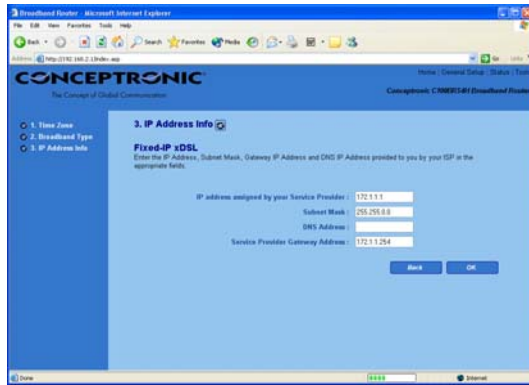 Broadband Router - Microsoft Internet Explorer
File Edit View Favorites Tools Help
Back Search Favorites Media
Address http://192.168.2.1/index.asp Go Links
CONCEPTRONIC
The Concept of Global Communication
Home | General Setup | Status | Tools
Conceptronic Broadband Router
1. Time Zone
2. Broadband Type
3. IP Address Info
3. IP Address Info
Fixed-IP xDSL
Enter the IP Address, Subnet Mask, Gateway IP Address and DNS IP Address provided to you by your ISP in the
appropriate fields.
IP address assigned by your Service Provider : 172.1.1.1
Subnet Mask : 255.255.0.0
DNS Address :
Service Provider Gateway Address : 172.1.1.254
Back OK
Done Internet